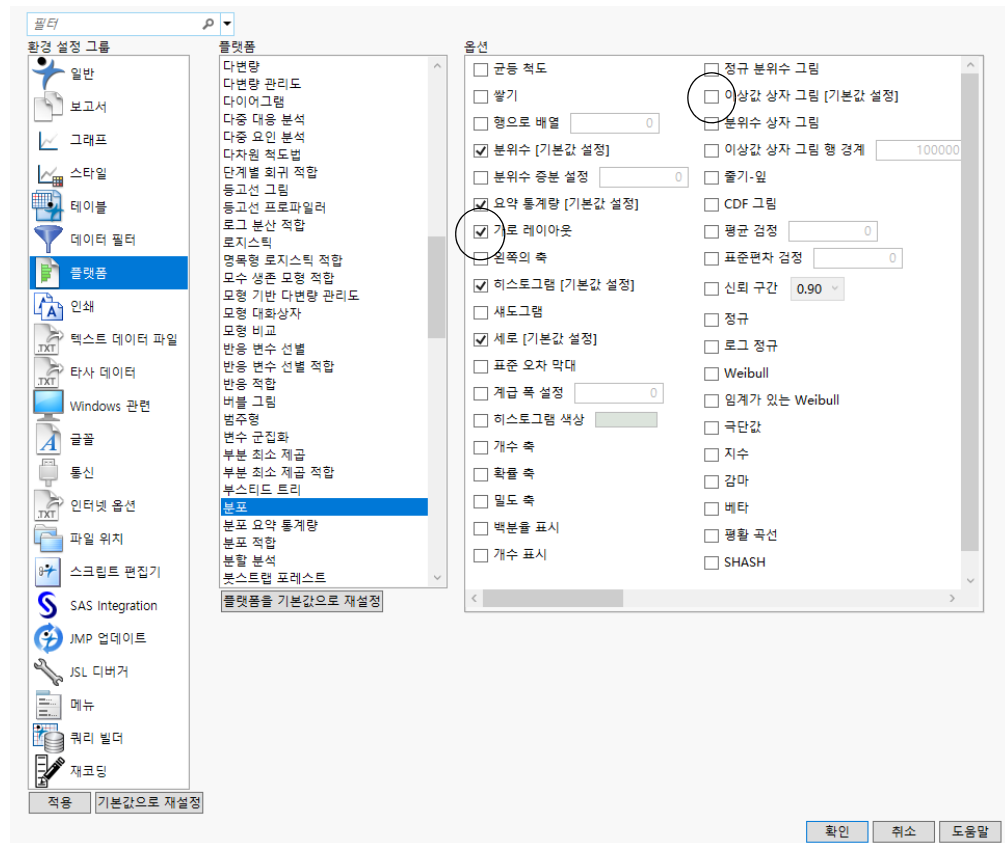 필터
환경 설정 그룹
일반
보고서
그래프
스타일
테이블
데이터 필터
플랫폼
인쇄
텍스트 데이터 파일
타사 데이터
Windows 관련
글꼴
통신
인터넷 옵션
파일 위치
스크립트 편집기
SAS Integration
JMP 업데이트
JSL 디버거
메뉴
쿼리 빌더
재코딩
적용
기본값으로 재설정
플랫폼
다변량
다변량 관리도
다이어그램
다중 대응 분석
다중 요인 분석
다차원 척도법
단계별 회귀 적합
등고선 그림
등고선 프로파일러
로그 분산 적합
로지스틱
명목형 로지스틱 적합
모수 생존 모형 적합
모형 기반 다변량 관리도
모형 대화상자
모형 비교
반응 변수 선별
반응 변수 선별 적합
반응 적합
버블 그림
범주형
변수 군집화
부분 최소 제곱
부분 최소 제곱 적합
부스티드 트리
분포
분포 요약 통계량
분포 적합
분할 분석
붓스트랩 포레스트
플랫폼을 기본값으로 재설정
옵션
균등 척도
쌓기
행으로 배열 0
분위수 [기본값 설정]
분위수 증분 설정 0
요약 통계량 [기본값 설정]
가로 레이아웃
왼쪽의 축
히스토그램 [기본값 설정]
섀도그램
세로 [기본값 설정]
표준 오차 막대
계급 폭 설정 0
히스토그램 색상
개수 축
확률 축
밀도 축
백분율 표시
개수 표시
정규 분위수 그림
이상값 상자 그림 [기본값 설정]
분위수 상자 그림
이상값 상자 그림 행 경계 100000
줄기-잎
CDF 그림
평균 검정 0
표준편차 검정 0
신뢰 구간 0.90
정규
로그 정규
Weibull
임계가 있는 Weibull
극단값
지수
감마
베타
평활 곡선
SHASH
확인
취소
도움말